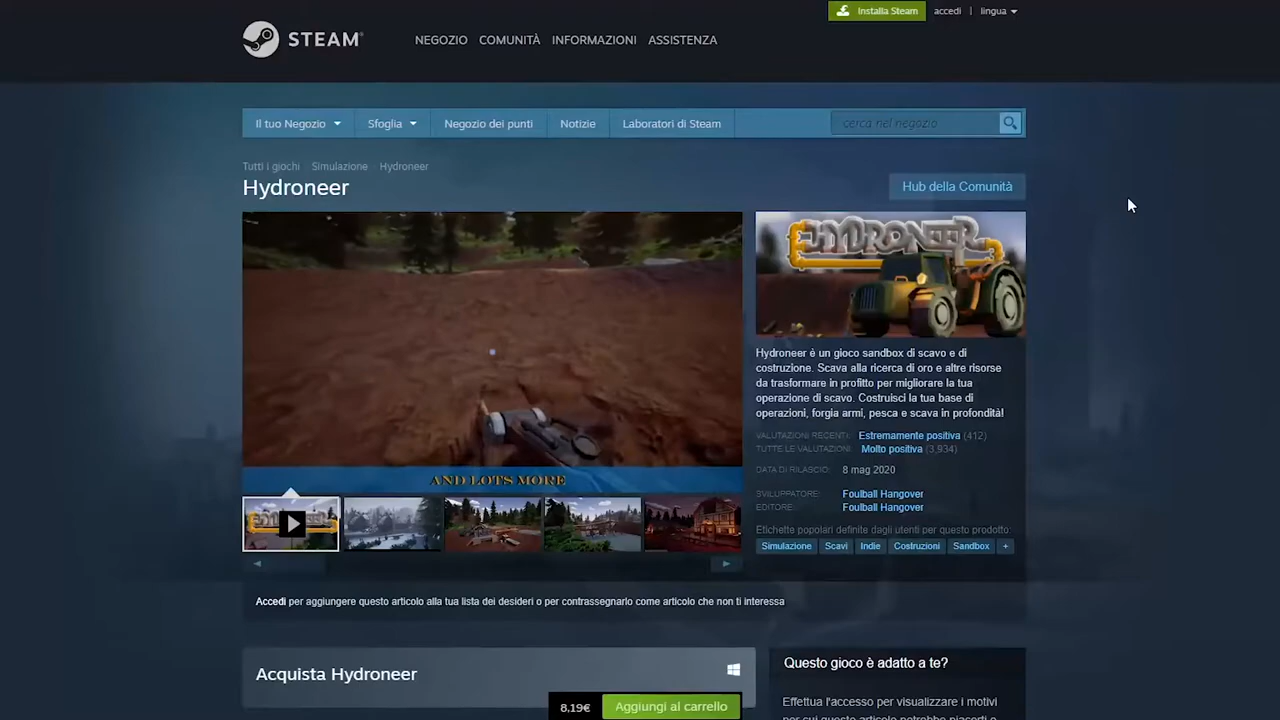 Installa Steam accedi | lingua
STEAM®
NEGOZIO COMUNITÀ INFORMAZIONI ASSISTENZA
Il tuo Negozio Sfoglia Negozio dei punti Notizie Laboratori di Steam cerca nel negozio
Tutti i giochi Simulazione Hydroneer
Hydroneer
Hub della Comunità
HYDRONEER
Hydroneer è un gioco sandbox di scavo e di
costruzione. Scava alla ricerca di oro e altre risorse
da trasformare in profitto per migliorare la tua
operazione di scavo. Costruisci la tua base di
operazioni, forgia armi, pesca e scava in profondità!
VALUTAZIONI RECENTI: Estremamente positiva (412)
TUTTE LE VALUTAZIONI: Molto positiva (3,934)
DATA DI RILASCIO: 8 mag 2020
SVILUPPATORE: Foulball Hangover
EDITORE: Foulball Hangover
Etichette popolari definite dagli utenti per questo prodotto:
Simulazione Scavi Indie Costruzioni Sandbox +
AND LOTS MORE
HYDRONEER
Accedi per aggiungere questo articolo alla tua lista dei desideri o per contrassegnarlo come articolo che non ti interessa
Acquista Hydroneer
8,19€ Aggiungi al carrello
Questo gioco è adatto a te?
Effettua l'accesso per visualizzare i motivi
per cui questo articolo potrebbe piacerti o